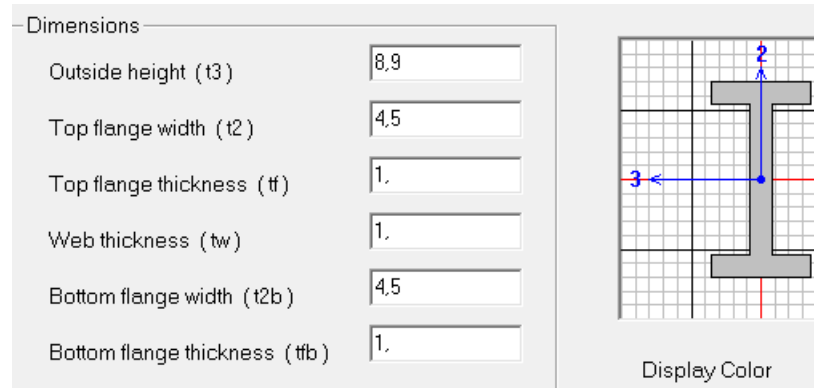 Dimensions
Outside height ( t3 )
8,9
Top flange width ( t2 )
4,5
Top flange thickness ( tf )
1,
Web thickness ( tw )
1,
Bottom flange width ( t2b )
4,5
Bottom flange thickness ( tfb )
1,
2
3
Display Color